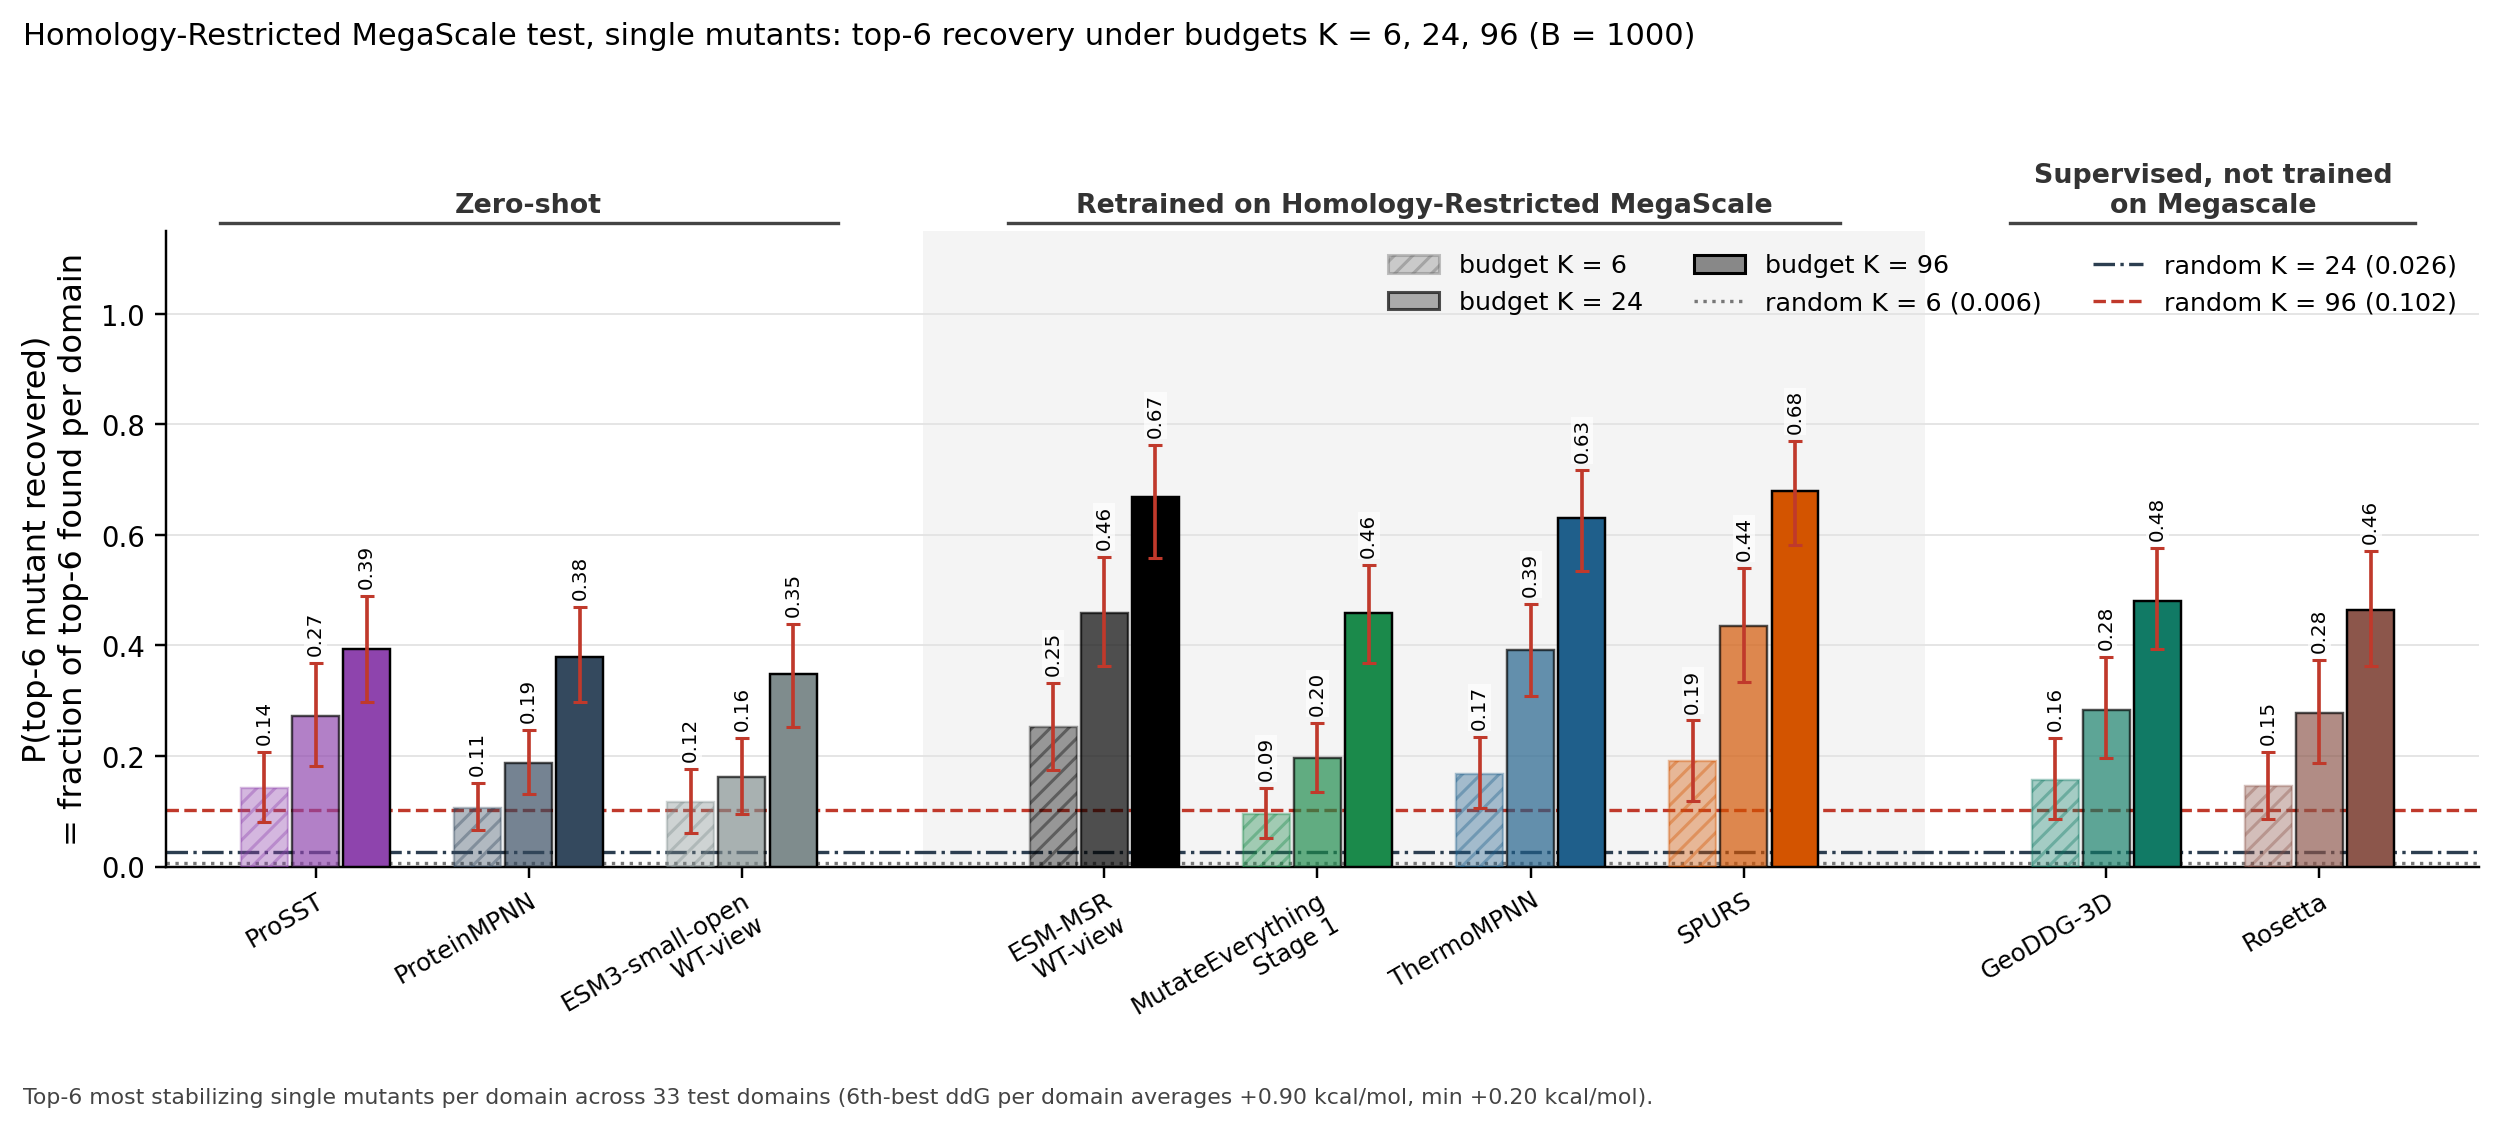 Homology-Restricted MegaScale test, single mutants: top-6 recovery under budgets K = 6, 24, 96 (B = 1000)
Zero-shot
Retrained on Homology-Restricted MegaScale
Supervised, not trained
on Megascale
budget K = 6
budget K = 24
budget K = 96
random K = 6 (0.006)
random K = 24 (0.026)
random K = 96 (0.102)
P(top-6 mutant recovered)
= fraction of top-6 found per domain
1.0
0.8
0.6
0.4
0.2
0.0
0.14
0.27
0.39
0.11
0.19
0.38
0.12
0.16
0.35
0.25
0.46
0.67
0.09
0.20
0.46
0.17
0.39
0.63
0.19
0.44
0.68
0.16
0.28
0.48
0.15
0.28
0.46
ProSST
ProteinMPNN
ESM3-small-open
WT-view
ESM-MSR
WT-view
MutateEverything
Stage 1
ThermoMPNN
SPURS
GeoDDG-3D
Rosetta
Top-6 most stabilizing single mutants per domain across 33 test domains (6th-best ddG per domain averages +0.90 kcal/mol, min +0.20 kcal/mol).